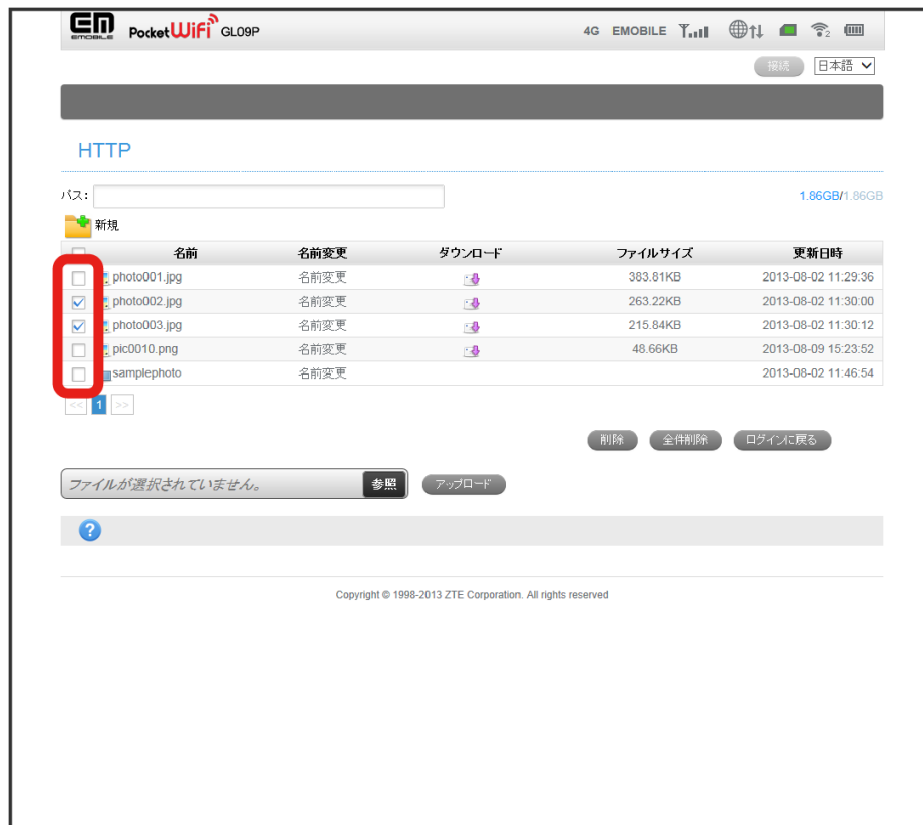 EM EMOBILE Pocket WiFi GL09P 4G EMOBILE 2
接続 日本語
HTTP
パス: 1.86GB/1.86GB
新規
名前 名前変更 ダウンロード ファイルサイズ 更新日時
photo001.jpg 名前変更 383.81KB 2013-08-02 11:29:36
photo002.jpg 名前変更 263.22KB 2013-08-02 11:30:00
photo003.jpg 名前変更 215.84KB 2013-08-02 11:30:12
pic0010.png 名前変更 48.66KB 2013-08-09 15:23:52
samplephoto 名前変更 2013-08-02 11:46:54
<< 1 >>
削除 全件削除 ログインに戻る
ファイルが選択されていません。 参照 アップロード
?
Copyright © 1998-2013 ZTE Corporation. All rights reserved